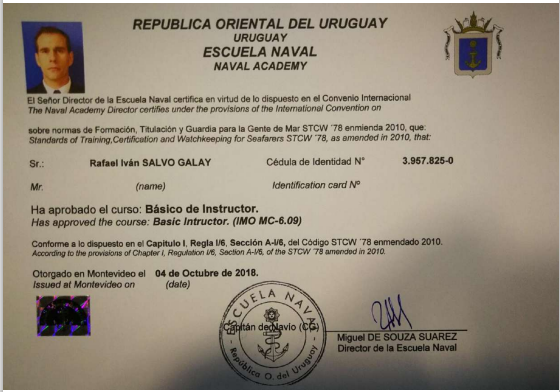 REPUBLICA ORIENTAL DEL URUGUAY
URUGUAY
ESCUELA NAVAL
NAVAL ACADEMY
El Señor Director de la Escuela Naval certifica en virtud de lo dispuesto en el Convenio Internacional
The Naval Academy Director certifies under the provisions of the International Convention on
sobre normas de Formación, Titulación y Guardia para la Gente de Mar STCW ´78 enmienda 2010, que:
Standards of Training,Certification and Watchkeeping for Seafarers STCW ´78, as amended in 2010, that:
Sr.: Rafael Iván SALVO GALAY Cédula de Identidad N° 3.957.825-0
Mr. (name) Identification card Nº
Ha aprobado el curso: Básico de Instructor.
Has approved the course: Basic Intructor. (IMO MC-6.09)
Conforme a lo dispuesto en el Capitulo I, Regla I/6, Sección A-I/6, del Código STCW ´78 enmendado 2010.
According to the provisions of Chapter I, Regulation I/6, Section A-I/6, of the STCW ´78 amended in 2010.
Otorgado en Montevideo el 04 de Octubre de 2018.
Issued at Montevideo on (date)
ESCUELA NAVAL
Capitán de Navío (CG)
República O. del Uruguay
Miguel DE SOUZA SUAREZ
Director de la Escuela Naval